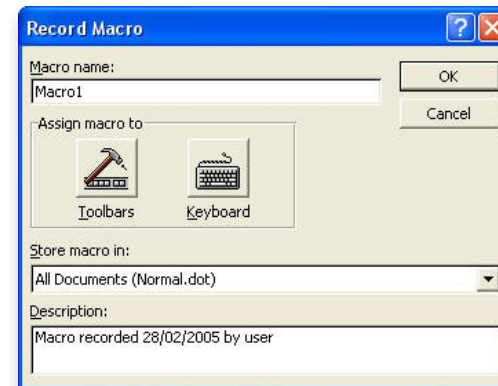 Record Macro
Macro name:
Macro1
OK
Cancel
Assign macro to
Toolbars
Keyboard
Store macro in:
All Documents (Normal.dot)
Description:
Macro recorded 28/02/2005 by user